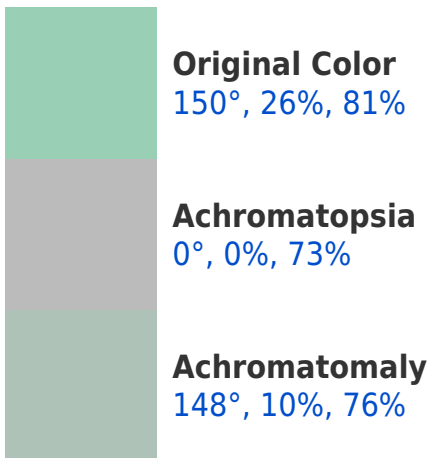 Original Color
150°, 26%, 81%
Achromatopsia
0°, 0%, 73%
Achromatomaly
148°, 10%, 76%